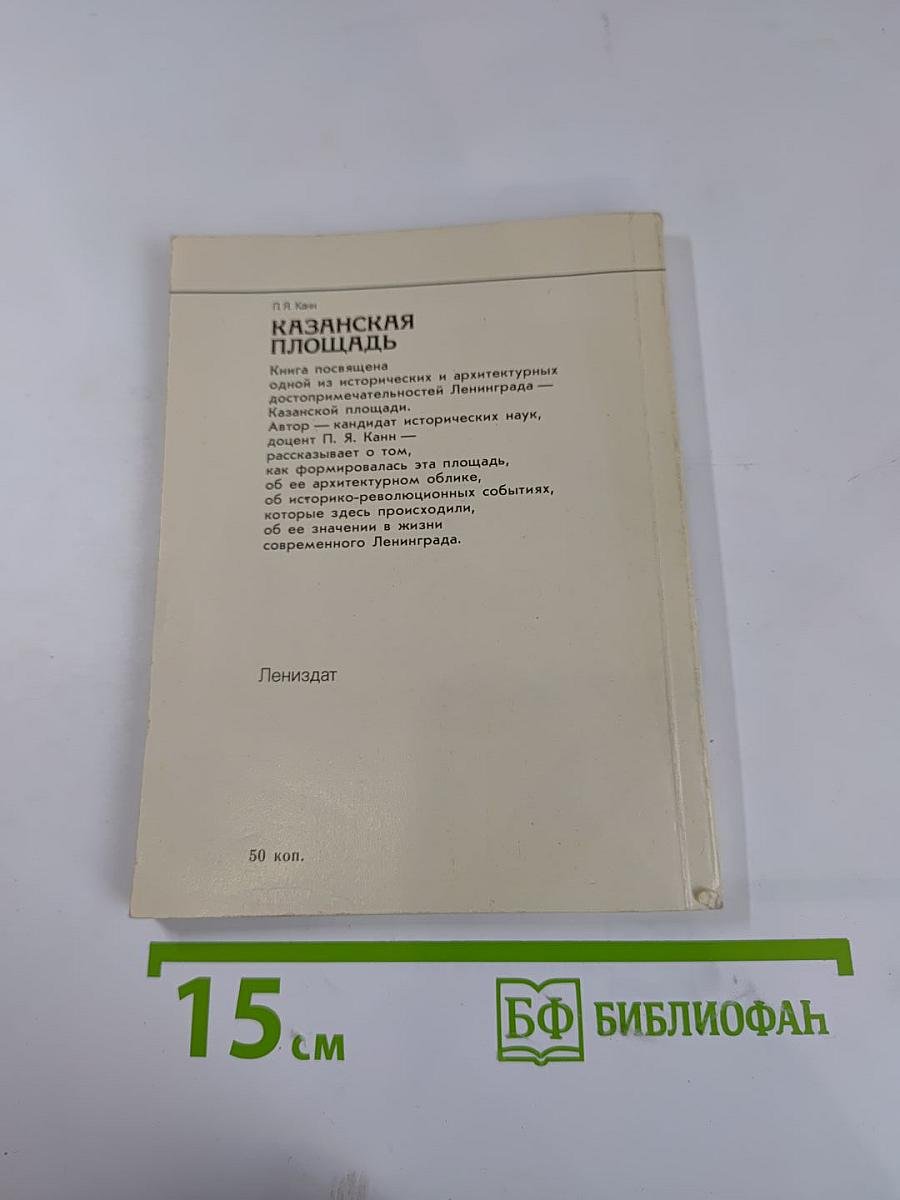 П. Я. Канн
КАЗАНСКАЯ
ПЛОЩАДЬ
Книга посвящена
одной из исторических и архитектурных
достопримечательностей Ленинграда —
Казанской площади.
Автор — кандидат исторических наук,
доцент П. Я. Канн —
рассказывает о том,
как формировалась эта площадь,
об ее архитектурном облике,
об историко-революционных событиях,
которые здесь происходили,
об ее значении в жизни
современного Ленинграда.
Лениздат
50 коп.
15 см
БФ БИБЛИОФАН